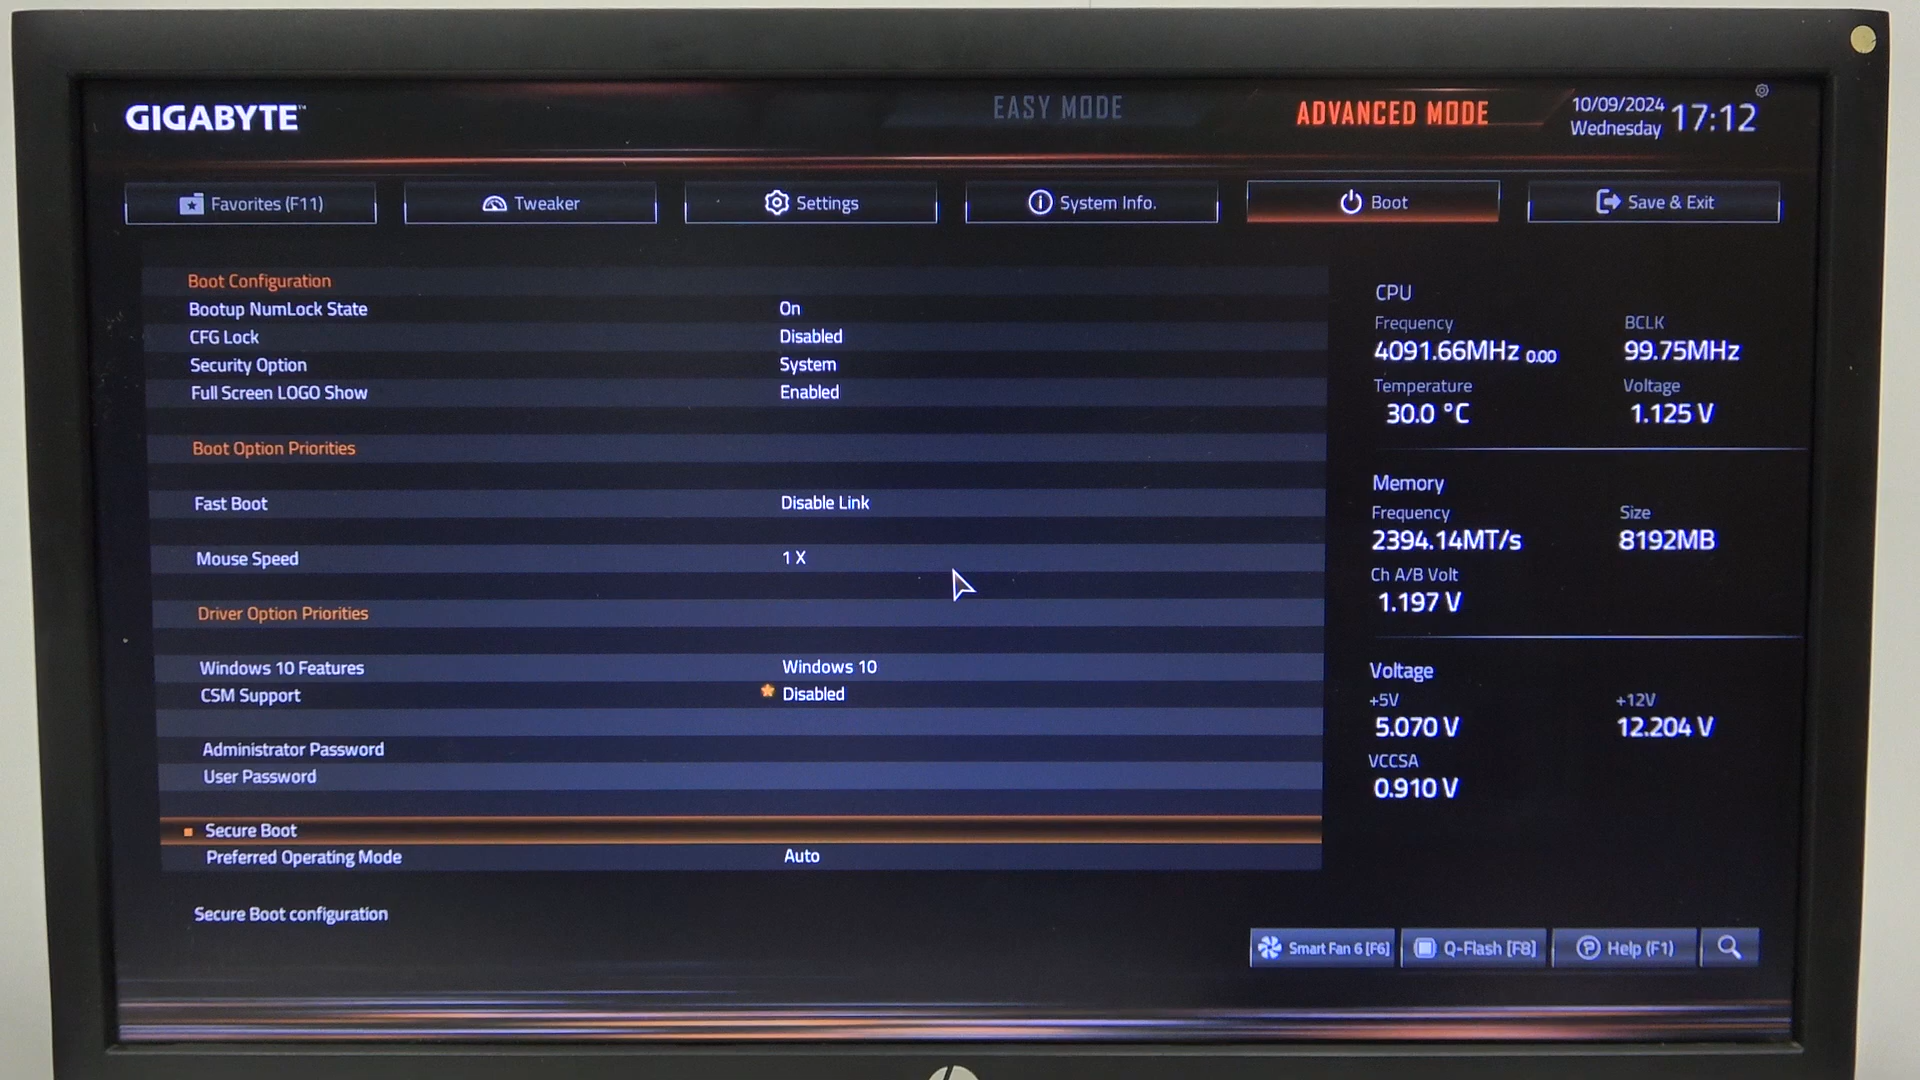 GIGABYTE™
EASY MODE
ADVANCED MODE
10/09/2024
Wednesday
17:12
Favorites (F11)
Tweaker
Settings
System Info.
Boot
Save & Exit
Boot Configuration
Bootup NumLock State On
CFG Lock Disabled
Security Option System
Full Screen LOGO Show Enabled
Boot Option Priorities
Fast Boot Disable Link
Mouse Speed 1 X
Driver Option Priorities
Windows 10 Features Windows 10
CSM Support Disabled
Administrator Password
User Password
Secure Boot
Preferred Operating Mode Auto
Secure Boot configuration
CPU
Frequency BCLK
4091.66MHz 0.00 99.75MHz
Temperature Voltage
30.0 °C 1.125 V
Memory
Frequency Size
2394.14MT/s 8192MB
Ch A/B Volt
1.197 V
Voltage
+5V +12V
5.070 V 12.204 V
VCCSA
0.910 V
Smart Fan 6 [F6]
Q-Flash [F8]
Help (F1)